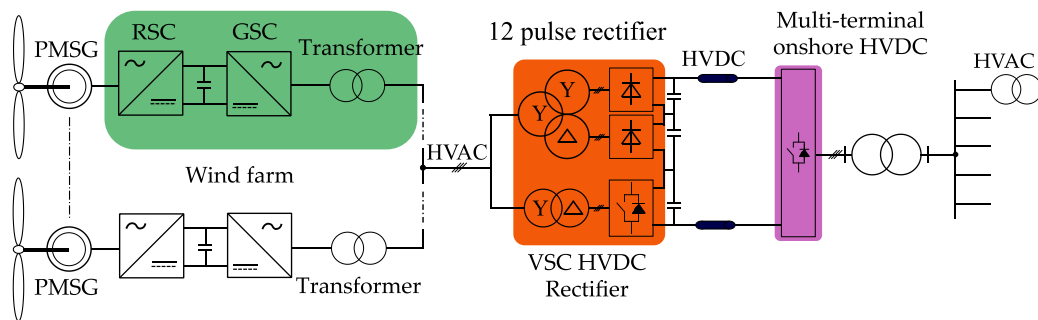 PMSG
RSC
GSC
Transformer
Wind farm
PMSG
Transformer
HVAC
12 pulse rectifier
Y
Y
Δ
Y
Δ
VSC HVDC
Rectifier
HVDC
Multi-terminal
onshore HVDC
HVAC